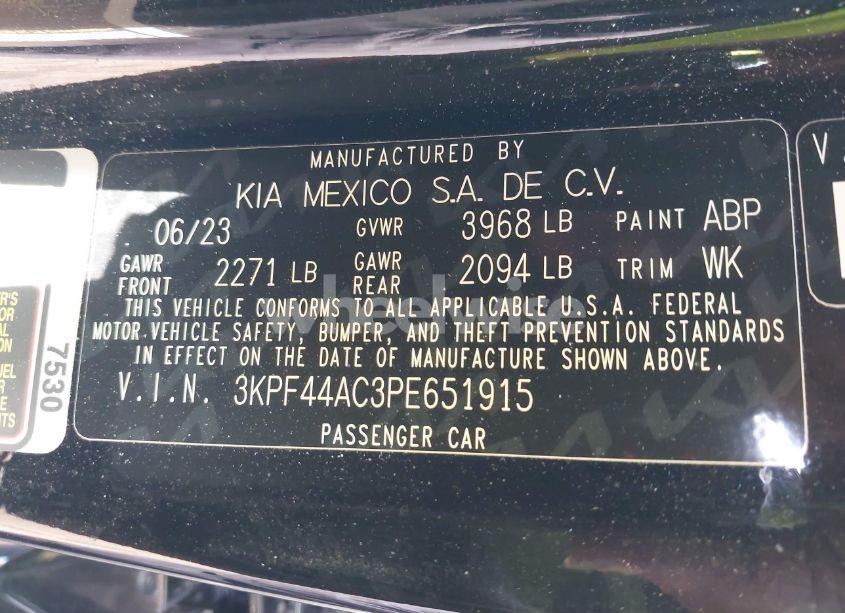 MANUFACTURED BY
KIA MEXICO S.A. DE C.V.
06/23 GVWR 3968 LB PAINT ABP
GAWR FRONT 2271 LB GAWR REAR 2094 LB TRIM WK
THIS VEHICLE CONFORMS TO ALL APPLICABLE U.S.A. FEDERAL
MOTOR VEHICLE SAFETY, BUMPER, AND THEFT PREVENTION STANDARDS
IN EFFECT ON THE DATE OF MANUFACTURE SHOWN ABOVE.
V.I.N. 3KPF44AC3PE651915
PASSENGER CAR
7530
V.